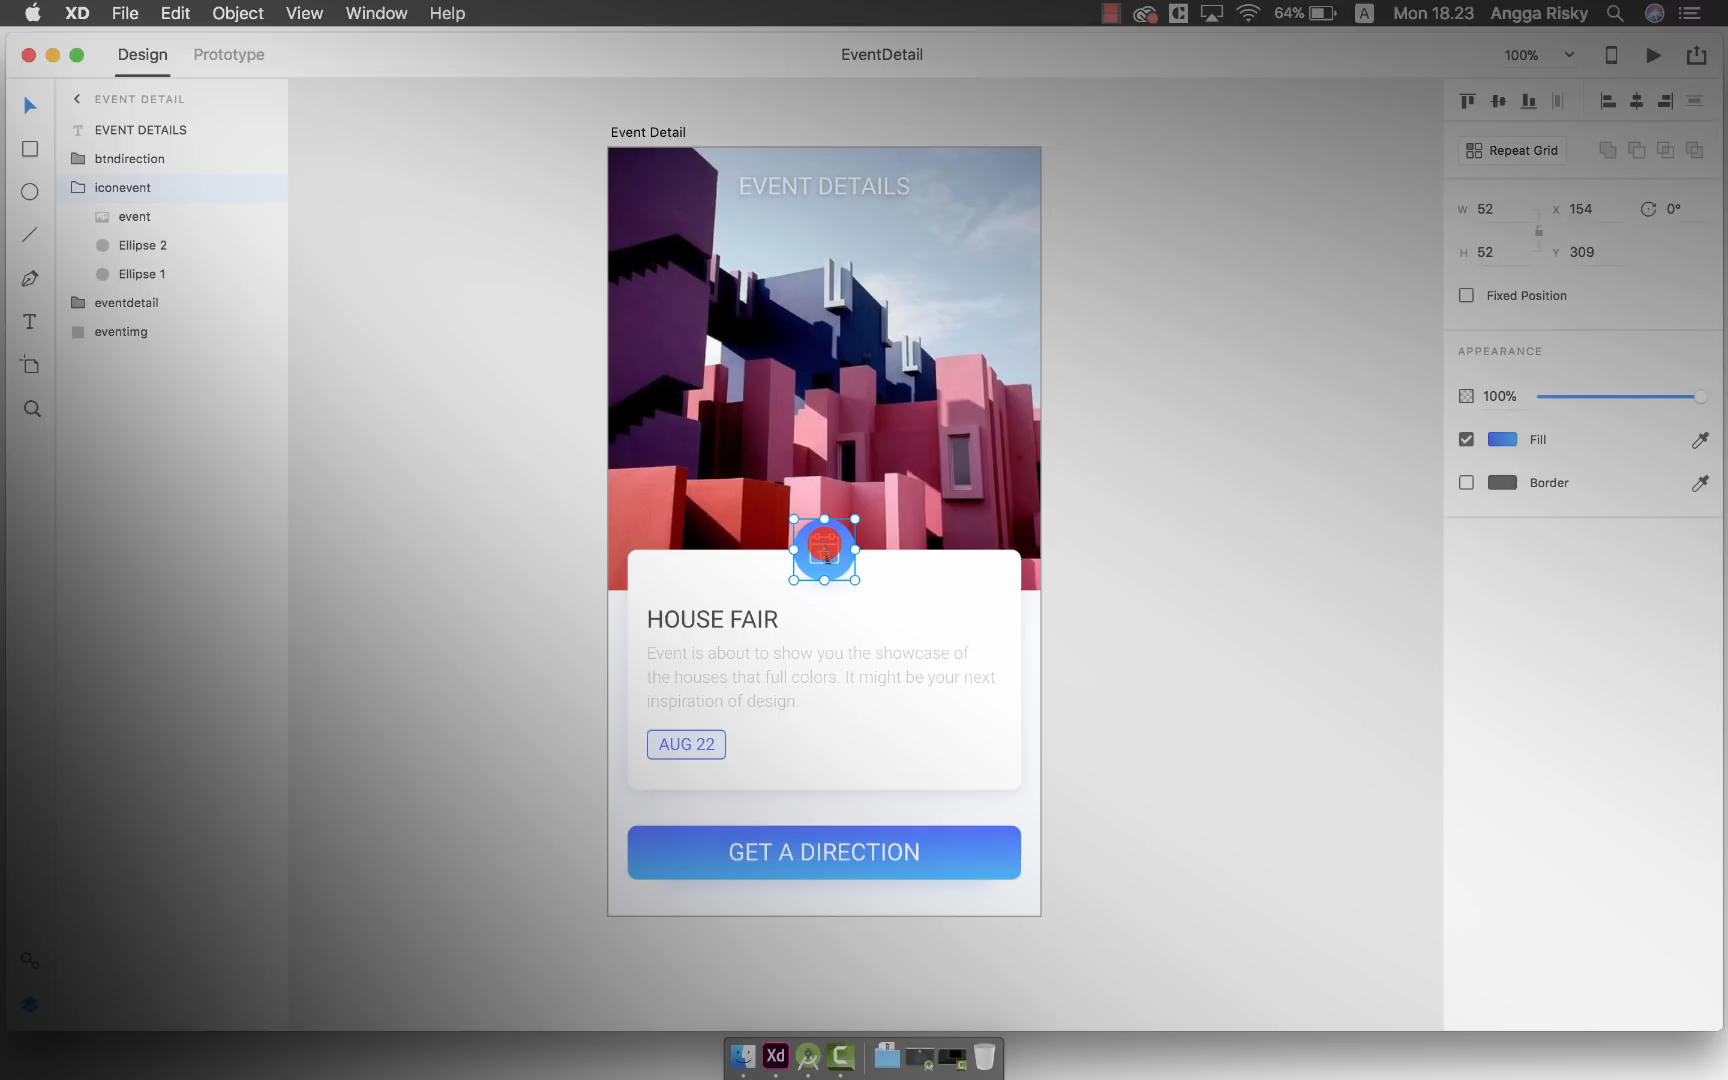 XD File Edit Object View Window Help
64% A Mon 18.23 Angga Risky
Design Prototype
EventDetail
100%
EVENT DETAIL
EVENT DETAILS
btndirection
iconevent
event
Ellipse 2
Ellipse 1
eventdetail
eventimg
Event Detail
EVENT DETAILS
HOUSE FAIR
Event is about to show you the showcase of
the houses that full colors. It might be your next
inspiration of design.
AUG 22
GET A DIRECTION
Repeat Grid
W 52 X 154 0°
H 52 Y 309
Fixed Position
APPEARANCE
100%
Fill
Border
Xd